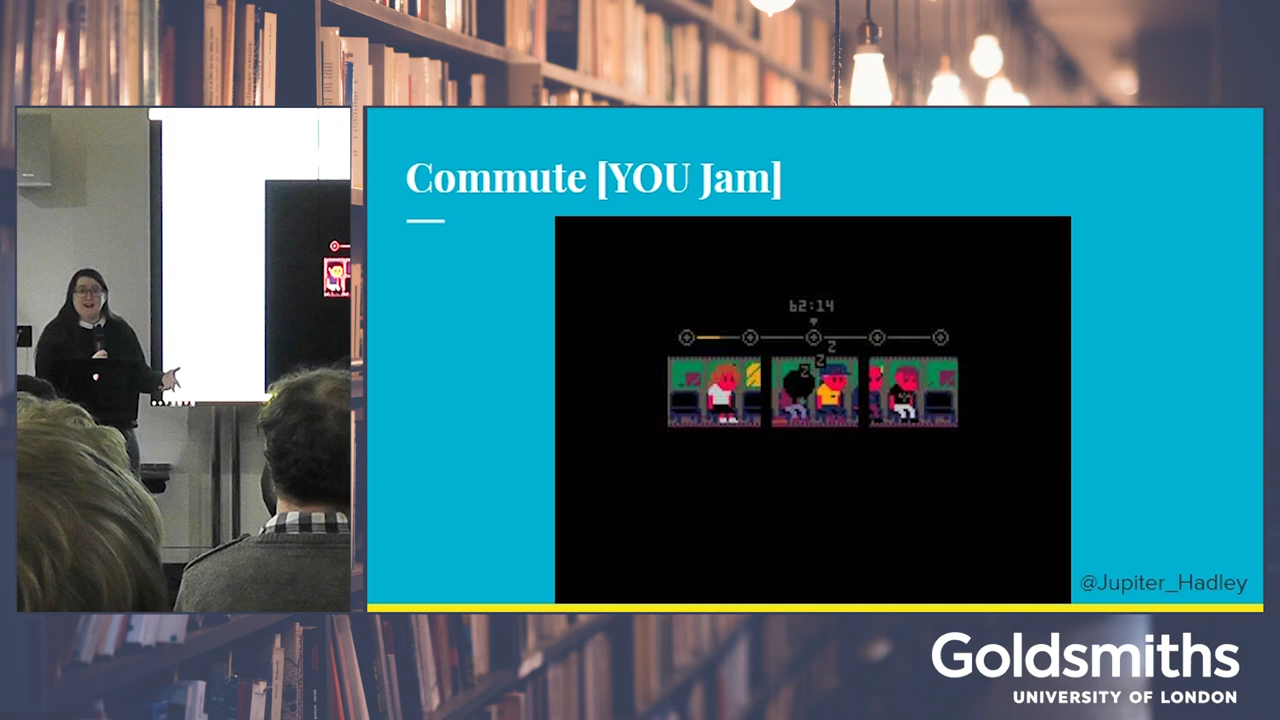 Commute [YOU Jam]
62:14
Z
Z
Z
@Jupiter_Hadley
Goldsmiths
UNIVERSITY OF LONDON